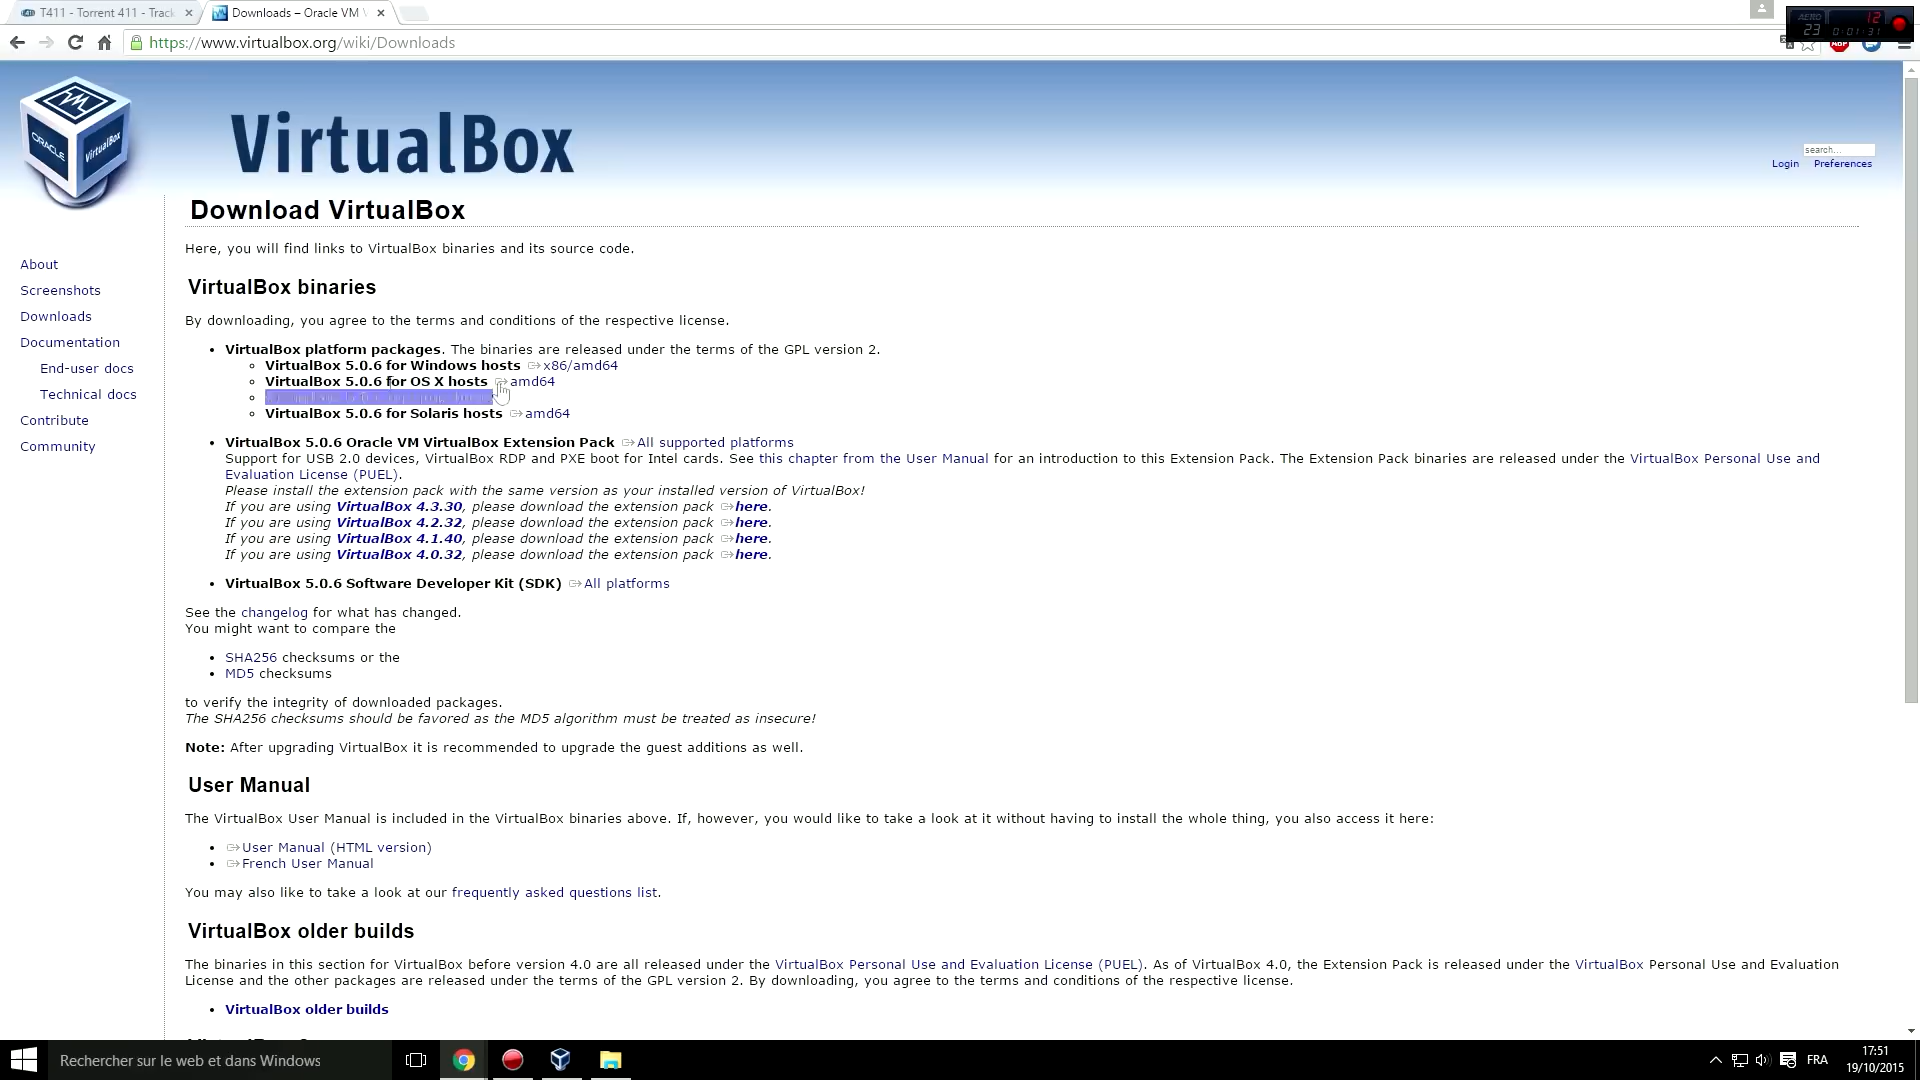 T411 - Torrent 411 - Track
Downloads – Oracle VM V
https://www.virtualbox.org/wiki/Downloads
AERO
23
12
0:01:31
ABP
ORACLE
VirtualBox
VirtualBox
search...
Login Preferences
About
Screenshots
Downloads
Documentation
End-user docs
Technical docs
Contribute
Community
Download VirtualBox
Here, you will find links to VirtualBox binaries and its source code.
VirtualBox binaries
By downloading, you agree to the terms and conditions of the respective license.
VirtualBox platform packages. The binaries are released under the terms of the GPL version 2.
VirtualBox 5.0.6 for Windows hosts x86/amd64
VirtualBox 5.0.6 for OS X hosts amd64
VirtualBox 5.0.6 for Solaris hosts amd64
VirtualBox 5.0.6 Oracle VM VirtualBox Extension Pack All supported platforms
Support for USB 2.0 devices, VirtualBox RDP and PXE boot for Intel cards. See this chapter from the User Manual for an introduction to this Extension Pack. The Extension Pack binaries are released under the VirtualBox Personal Use and
Evaluation License (PUEL).
Please install the extension pack with the same version as your installed version of VirtualBox!
If you are using VirtualBox 4.3.30, please download the extension pack here.
If you are using VirtualBox 4.2.32, please download the extension pack here.
If you are using VirtualBox 4.1.40, please download the extension pack here.
If you are using VirtualBox 4.0.32, please download the extension pack here.
VirtualBox 5.0.6 Software Developer Kit (SDK) All platforms
See the changelog for what has changed.
You might want to compare the
SHA256 checksums or the
MD5 checksums
to verify the integrity of downloaded packages.
The SHA256 checksums should be favored as the MD5 algorithm must be treated as insecure!
Note: After upgrading VirtualBox it is recommended to upgrade the guest additions as well.
User Manual
The VirtualBox User Manual is included in the VirtualBox binaries above. If, however, you would like to take a look at it without having to install the whole thing, you also access it here:
User Manual (HTML version)
French User Manual
You may also like to take a look at our frequently asked questions list.
VirtualBox older builds
The binaries in this section for VirtualBox before version 4.0 are all released under the VirtualBox Personal Use and Evaluation License (PUEL). As of VirtualBox 4.0, the Extension Pack is released under the VirtualBox Personal Use and Evaluation
License and the other packages are released under the terms of the GPL version 2. By downloading, you agree to the terms and conditions of the respective license.
VirtualBox older builds
Rechercher sur le web et dans Windows
FRA
17:51
19/10/2015